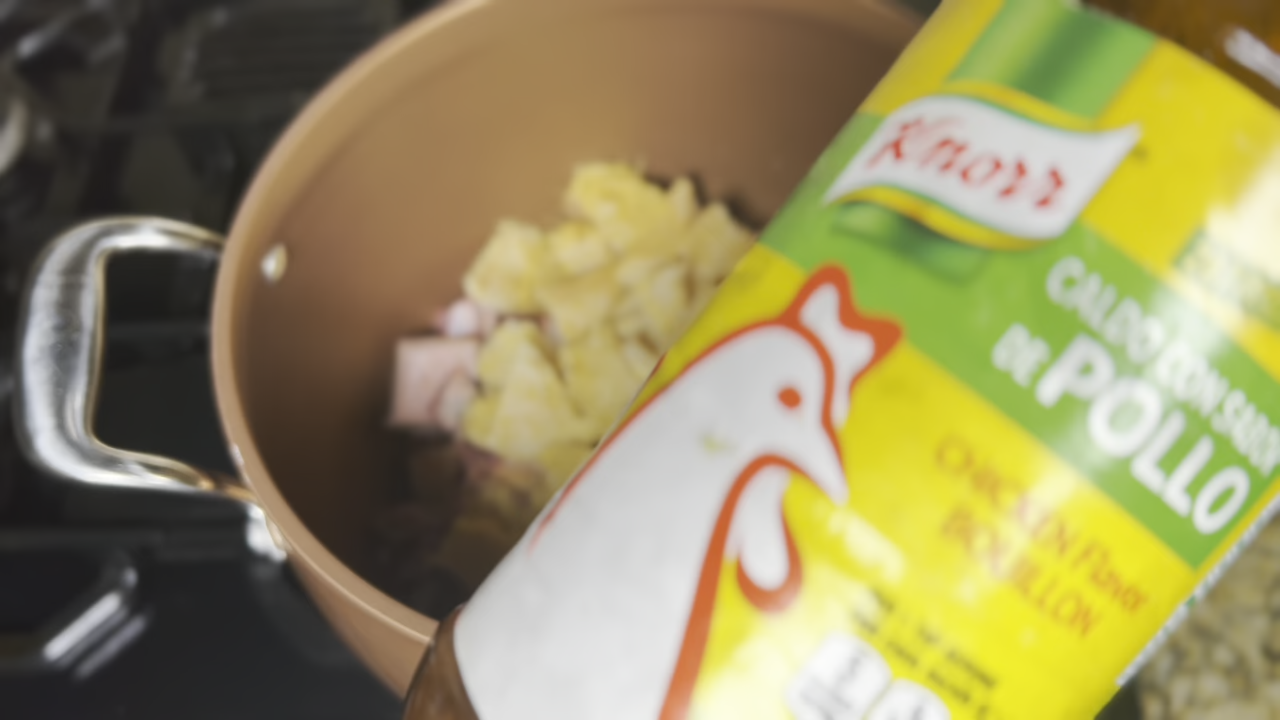 Knorr
CALDO CON SABOR
DE POLLO
CHICKEN Flavor
BOUILLON